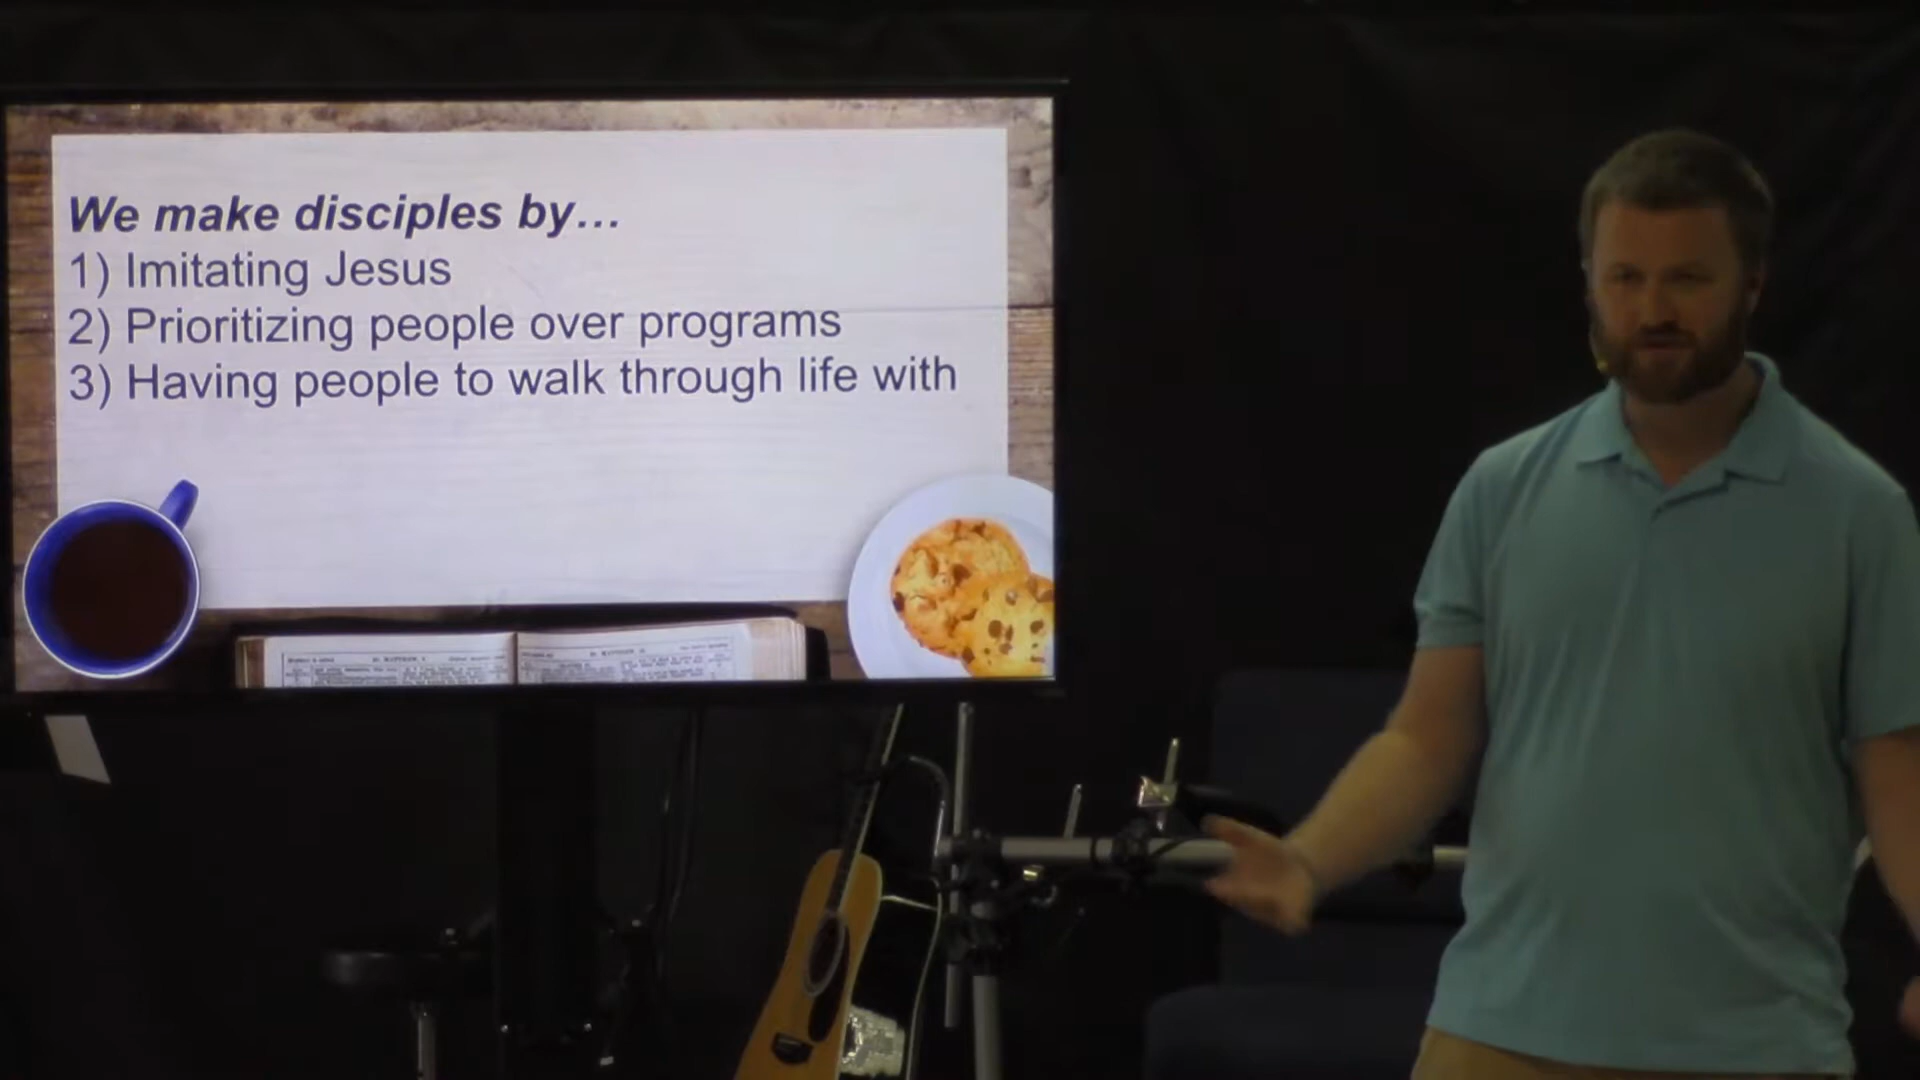 We make disciples by...
1) Imitating Jesus
2) Prioritizing people over programs
3) Having people to walk through life with